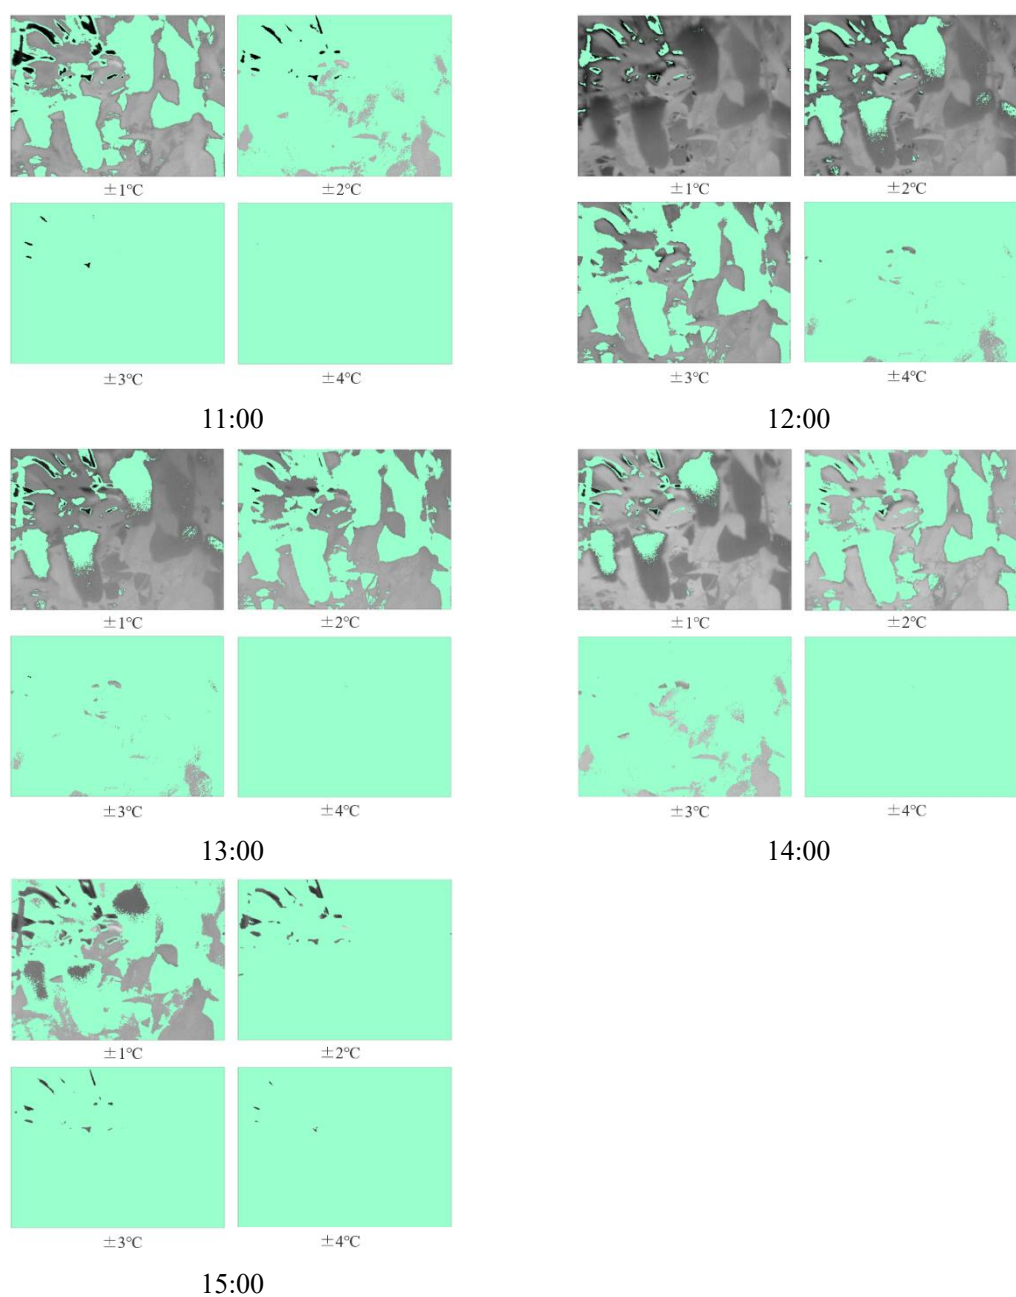 ±1℃ ±2℃ ±1℃ ±2℃
±3℃ ±4℃ ±3℃ ±4℃
11:00 12:00
±1℃ ±2℃ ±1℃ ±2℃
±3℃ ±4℃ ±3℃ ±4℃
13:00 14:00
±1℃ ±2℃
±3℃ ±4℃
15:00